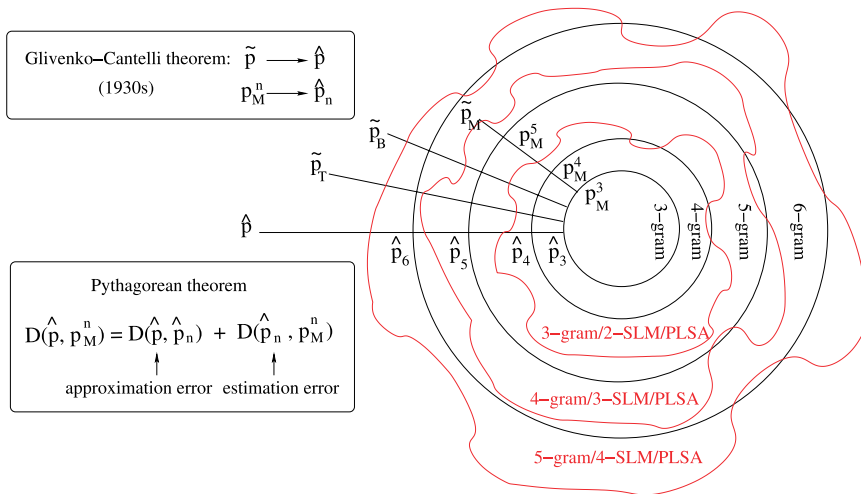 Glivenko−Cantelli theorem: p̃ → p̂
(1930s) p_M^n → p̂_n
p̃_M
p̃_B
p_M^5
p̃_T
p_M^4
p_M^3
p̂
p̂_6 p̂_5 p̂_4 p̂_3
3−gram 4−gram 5−gram 6−gram
Pythagorean theorem
D(p̂, p_M^n) = D(p̂, p̂_n) + D(p̂_n , p_M^n)
approximation error estimation error
3−gram/2−SLM/PLSA
4−gram/3−SLM/PLSA
5−gram/4−SLM/PLSA